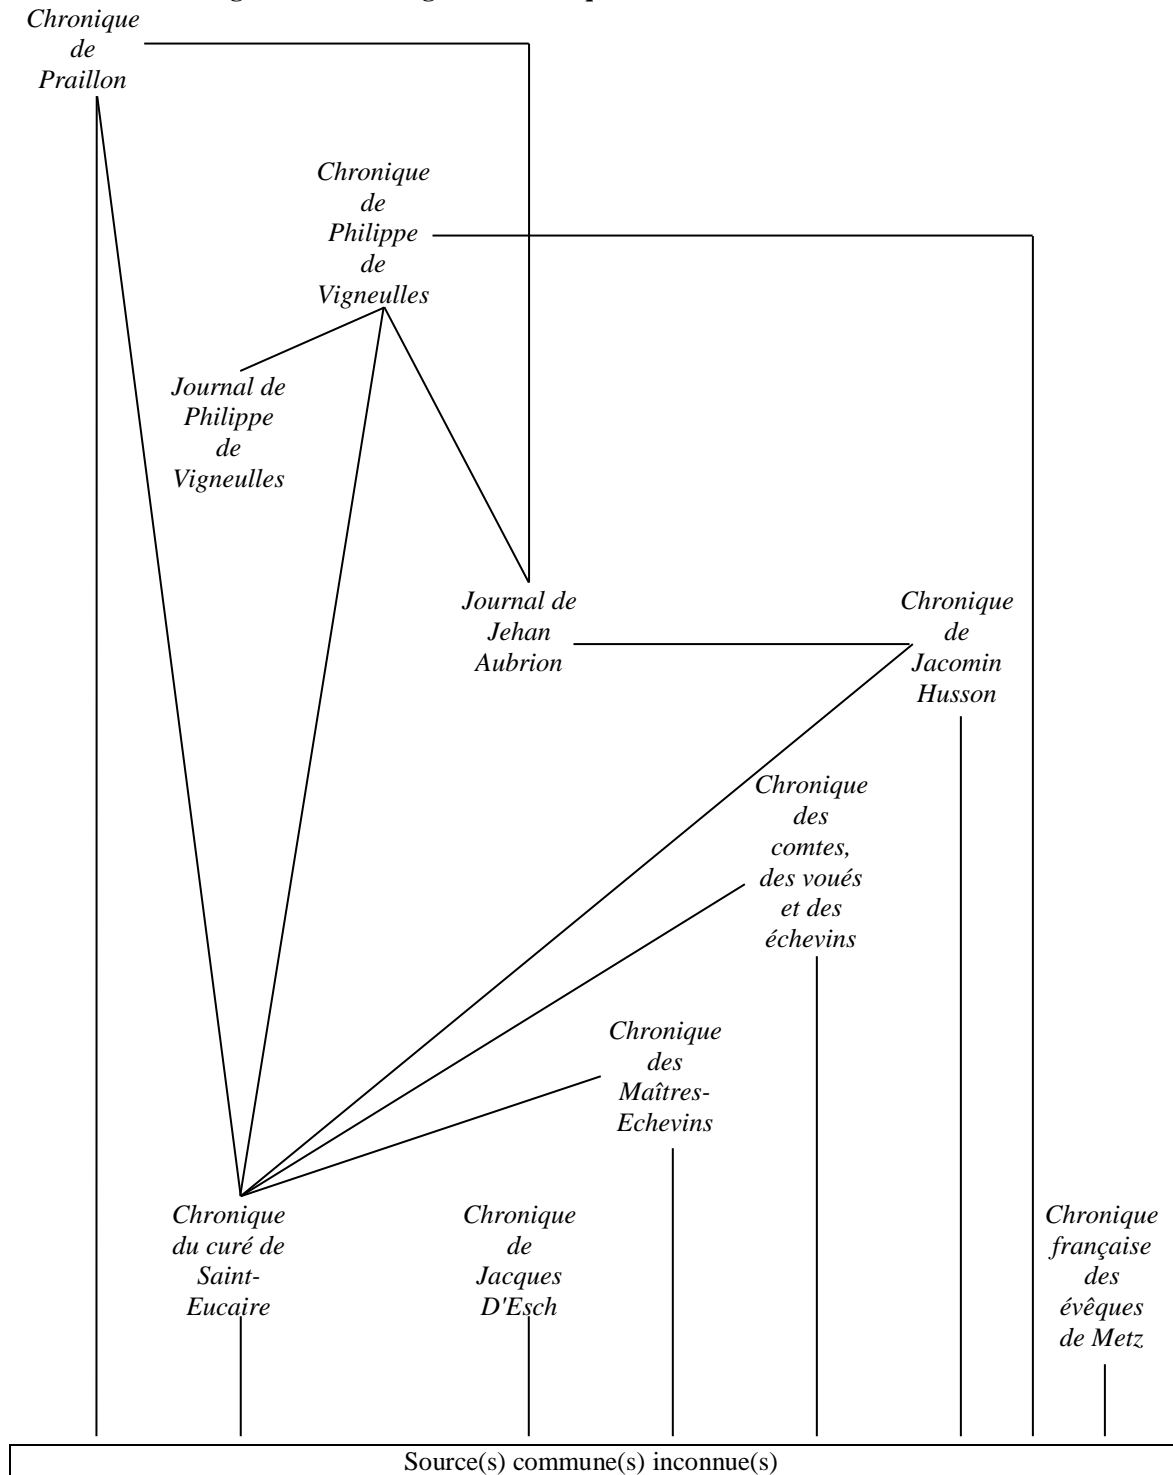 Chronique
de
Praillon
Chronique
de
Philippe
de
Vigneulles
Journal de
Philippe
de
Vigneulles
Journal de
Jehan
Aubrion
Chronique
de
Jacomin
Husson
Chronique
des
comtes,
des voués
et des
échevins
Chronique
des
Maîtres-
Echevins
Chronique
du curé de
Saint-
Eucaire
Chronique
de
Jacques
D'Esch
Chronique
française
des
évêques
de Metz
Source(s) commune(s) inconnue(s)